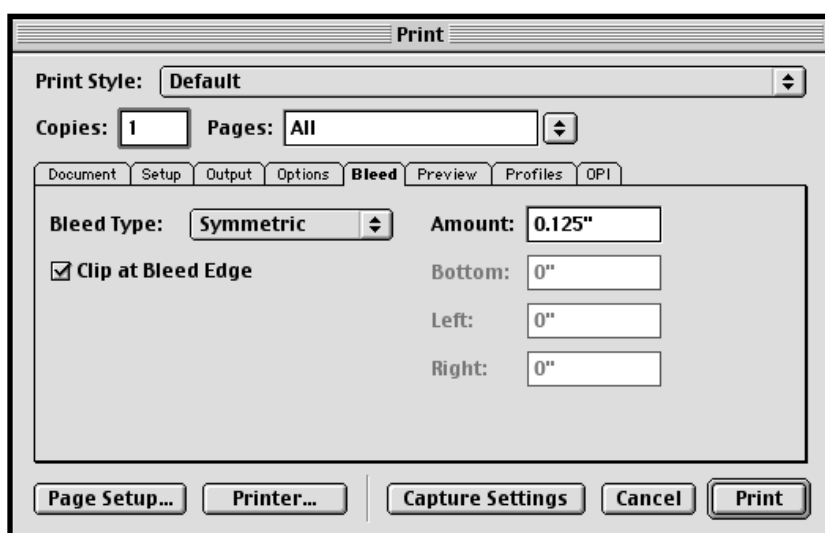 Print
Print Style: Default
Copies: 1 Pages: All
Document Setup Output Options Bleed Preview Profiles OPI
Bleed Type: Symmetric Amount: 0.125"
Clip at Bleed Edge Bottom: 0"
Left: 0"
Right: 0"
Page Setup... Printer... Capture Settings Cancel Print